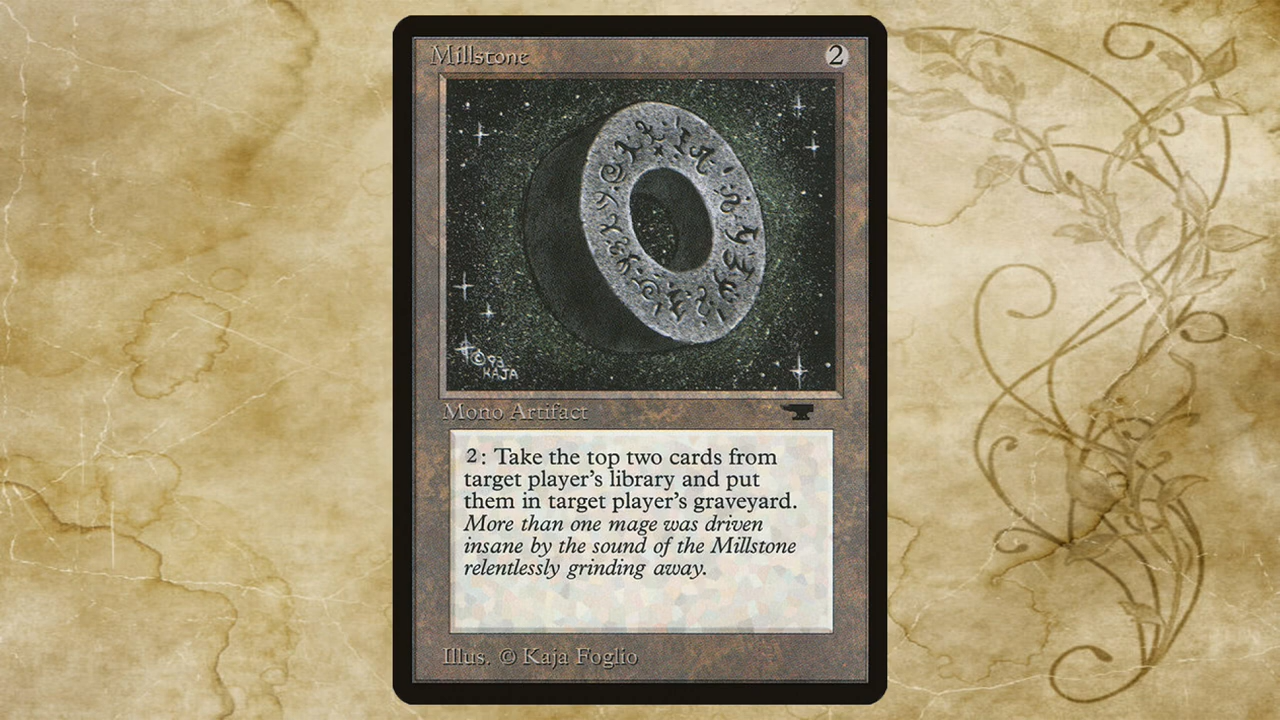 Millstone 2
©93
KAJA
Mono Artifact
2: Take the top two cards from
target player's library and put
them in target player's graveyard.
More than one mage was driven
insane by the sound of the Millstone
relentlessly grinding away.
Illus. © Kaja Foglio